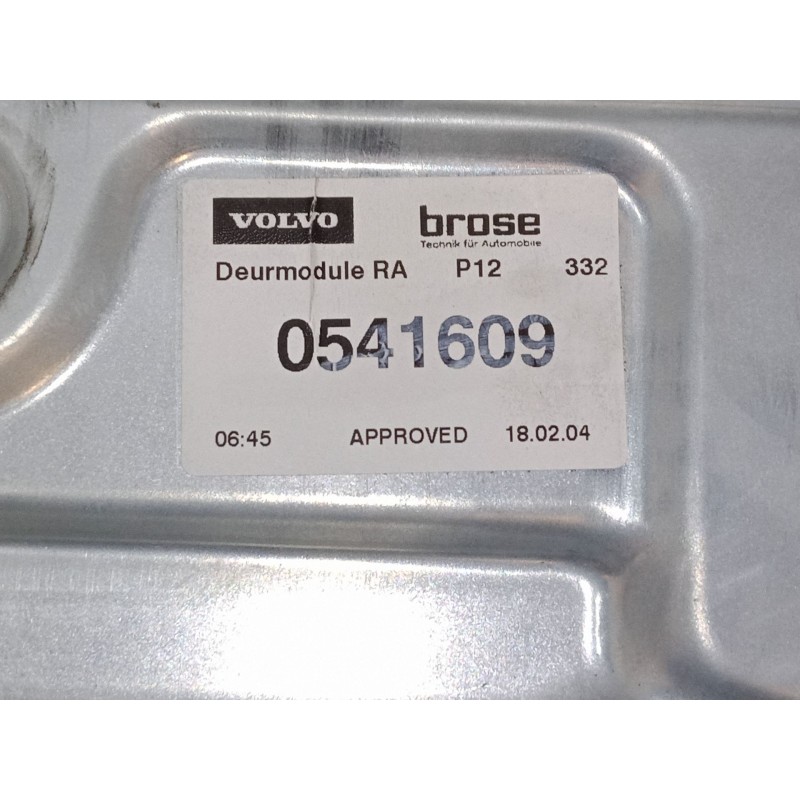 VOLVO brose
Technik für Automobile
Deurmodule RA P12 332
0541609
06:45 APPROVED 18.02.04